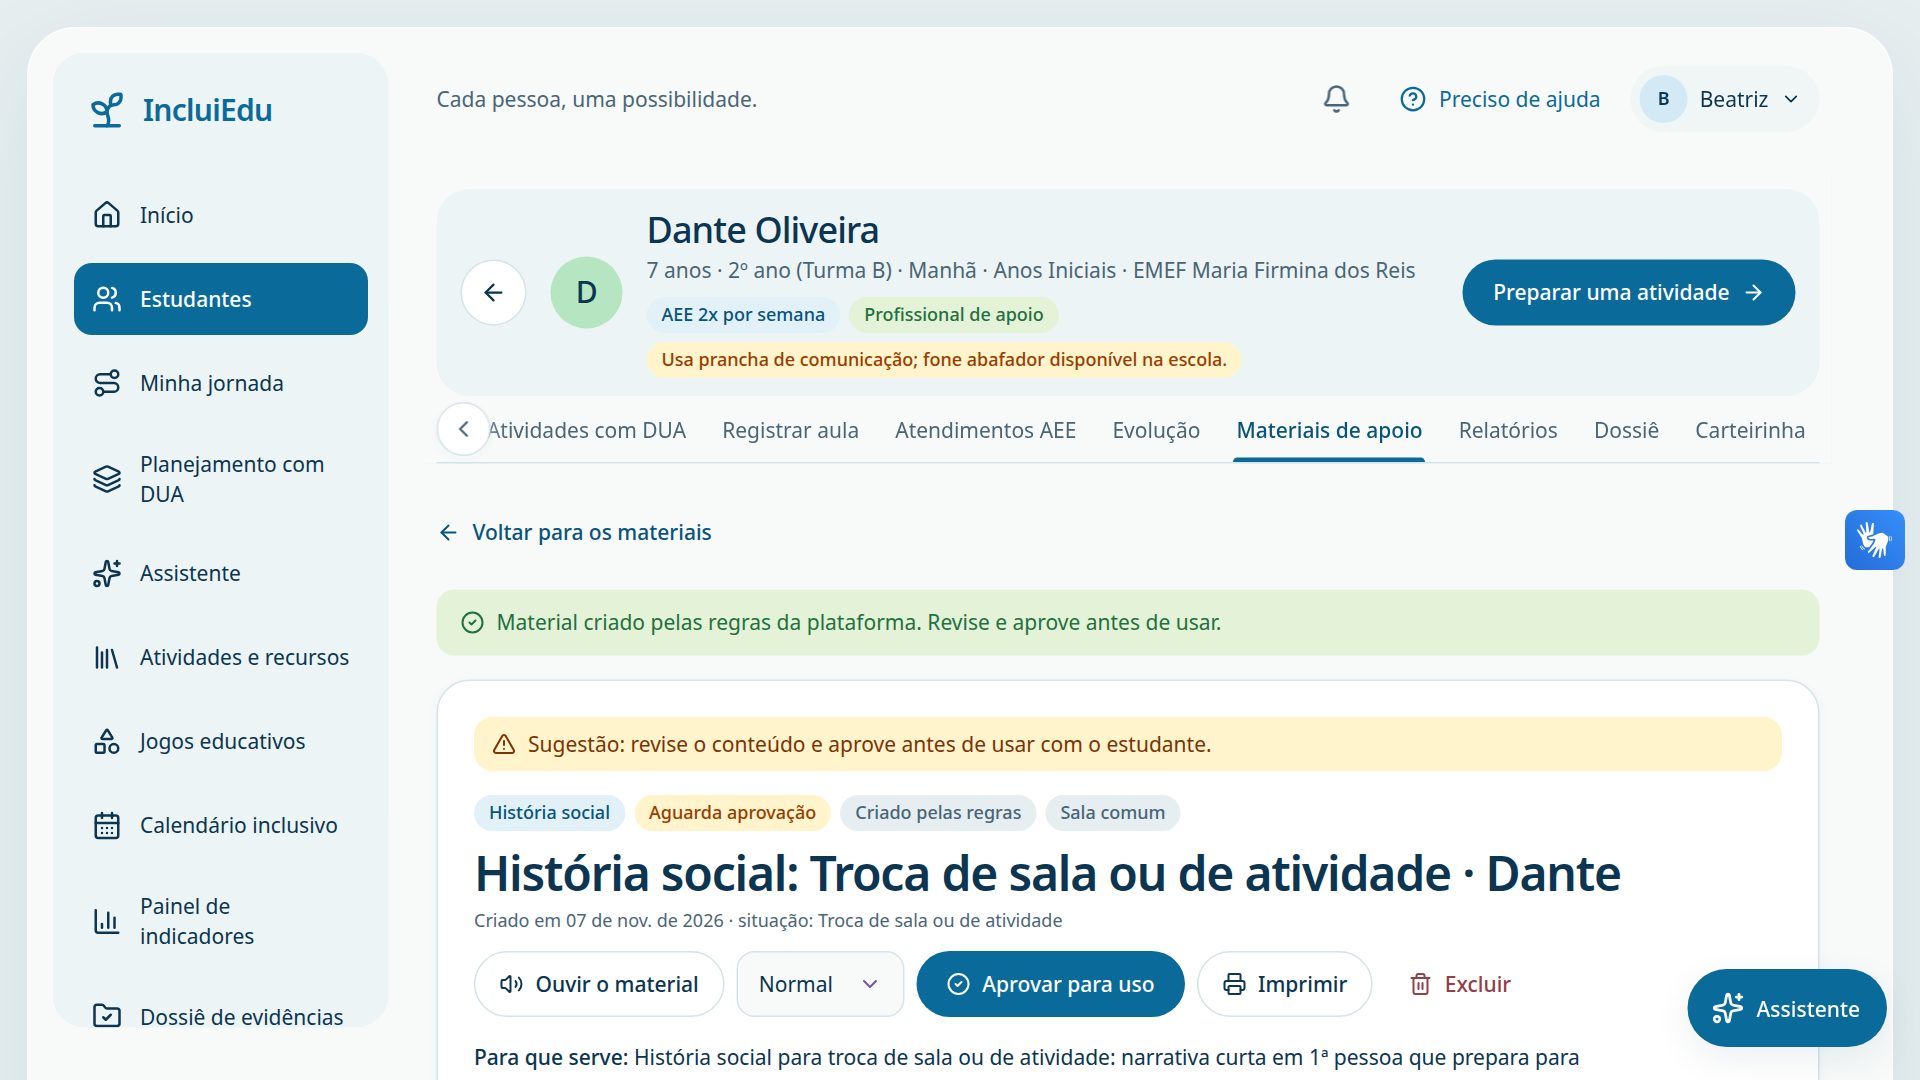 IncluiEdu
Início
Estudantes
Minha jornada
Planejamento com
DUA
Assistente
Atividades e recursos
Jogos educativos
Calendário inclusivo
Painel de
indicadores
Dossiê de evidências
Cada pessoa, uma possibilidade.
Preciso de ajuda
B
Beatriz
D
Dante Oliveira
7 anos · 2º ano (Turma B) · Manhã · Anos Iniciais · EMEF Maria Firmina dos Reis
AEE 2x por semana
Profissional de apoio
Usa prancha de comunicação; fone abafador disponível na escola.
Preparar uma atividade
Atividades com DUA
Registrar aula
Atendimentos AEE
Evolução
Materiais de apoio
Relatórios
Dossiê
Carteirinha
Voltar para os materiais
Material criado pelas regras da plataforma. Revise e aprove antes de usar.
Sugestão: revise o conteúdo e aprove antes de usar com o estudante.
História social
Aguarda aprovação
Criado pelas regras
Sala comum
História social: Troca de sala ou de atividade · Dante
Criado em 07 de nov. de 2026 · situação: Troca de sala ou de atividade
Ouvir o material
Normal
Aprovar para uso
Imprimir
Excluir
Para que serve: História social para troca de sala ou de atividade: narrativa curta em 1ª pessoa que prepara para
Assistente